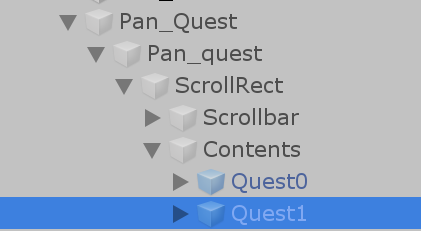 Pan_Quest
Pan_quest
ScrollRect
Scrollbar
Contents
Quest0
Quest1